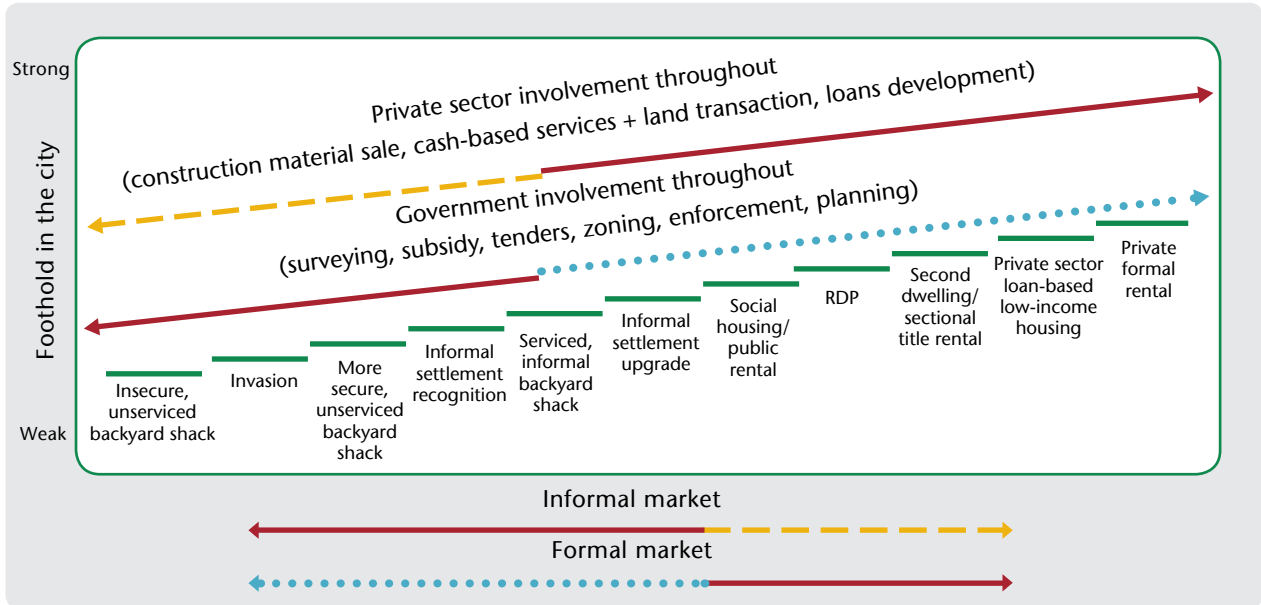 Strong
Foothold in the city
Weak
Private sector involvement throughout
(construction material sale, cash-based services + land transaction, loans development)
Government involvement throughout
(surveying, subsidy, tenders, zoning, enforcement, planning)
Insecure,
unserviced
backyard shack
Invasion
More
secure,
unserviced
backyard
shack
Informal
settlement
recognition
Serviced,
informal
backyard
shack
Informal
settlement
upgrade
Social
housing/
public
rental
RDP
Second
dwelling/
sectional
title rental
Private sector
loan-based
low-income
housing
Private
formal
rental
Informal market
Formal market